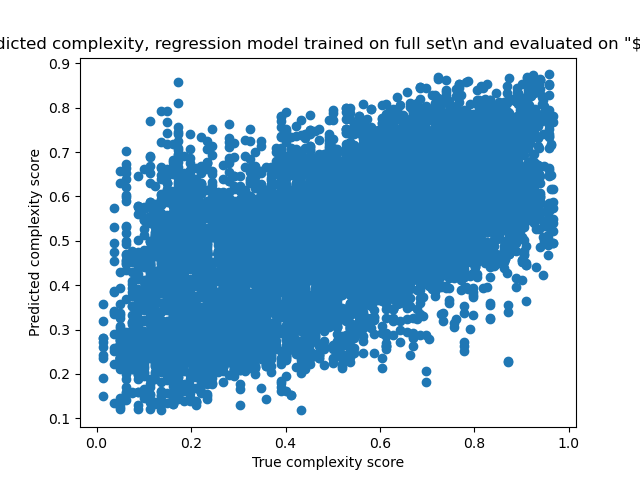 dicted complexity, regression model trained on full set\n and evaluated on "$
0.9
0.8
0.7
0.6
0.5
0.4
0.3
0.2
0.1
Predicted complexity score
0.0 0.2 0.4 0.6 0.8 1.0
True complexity score